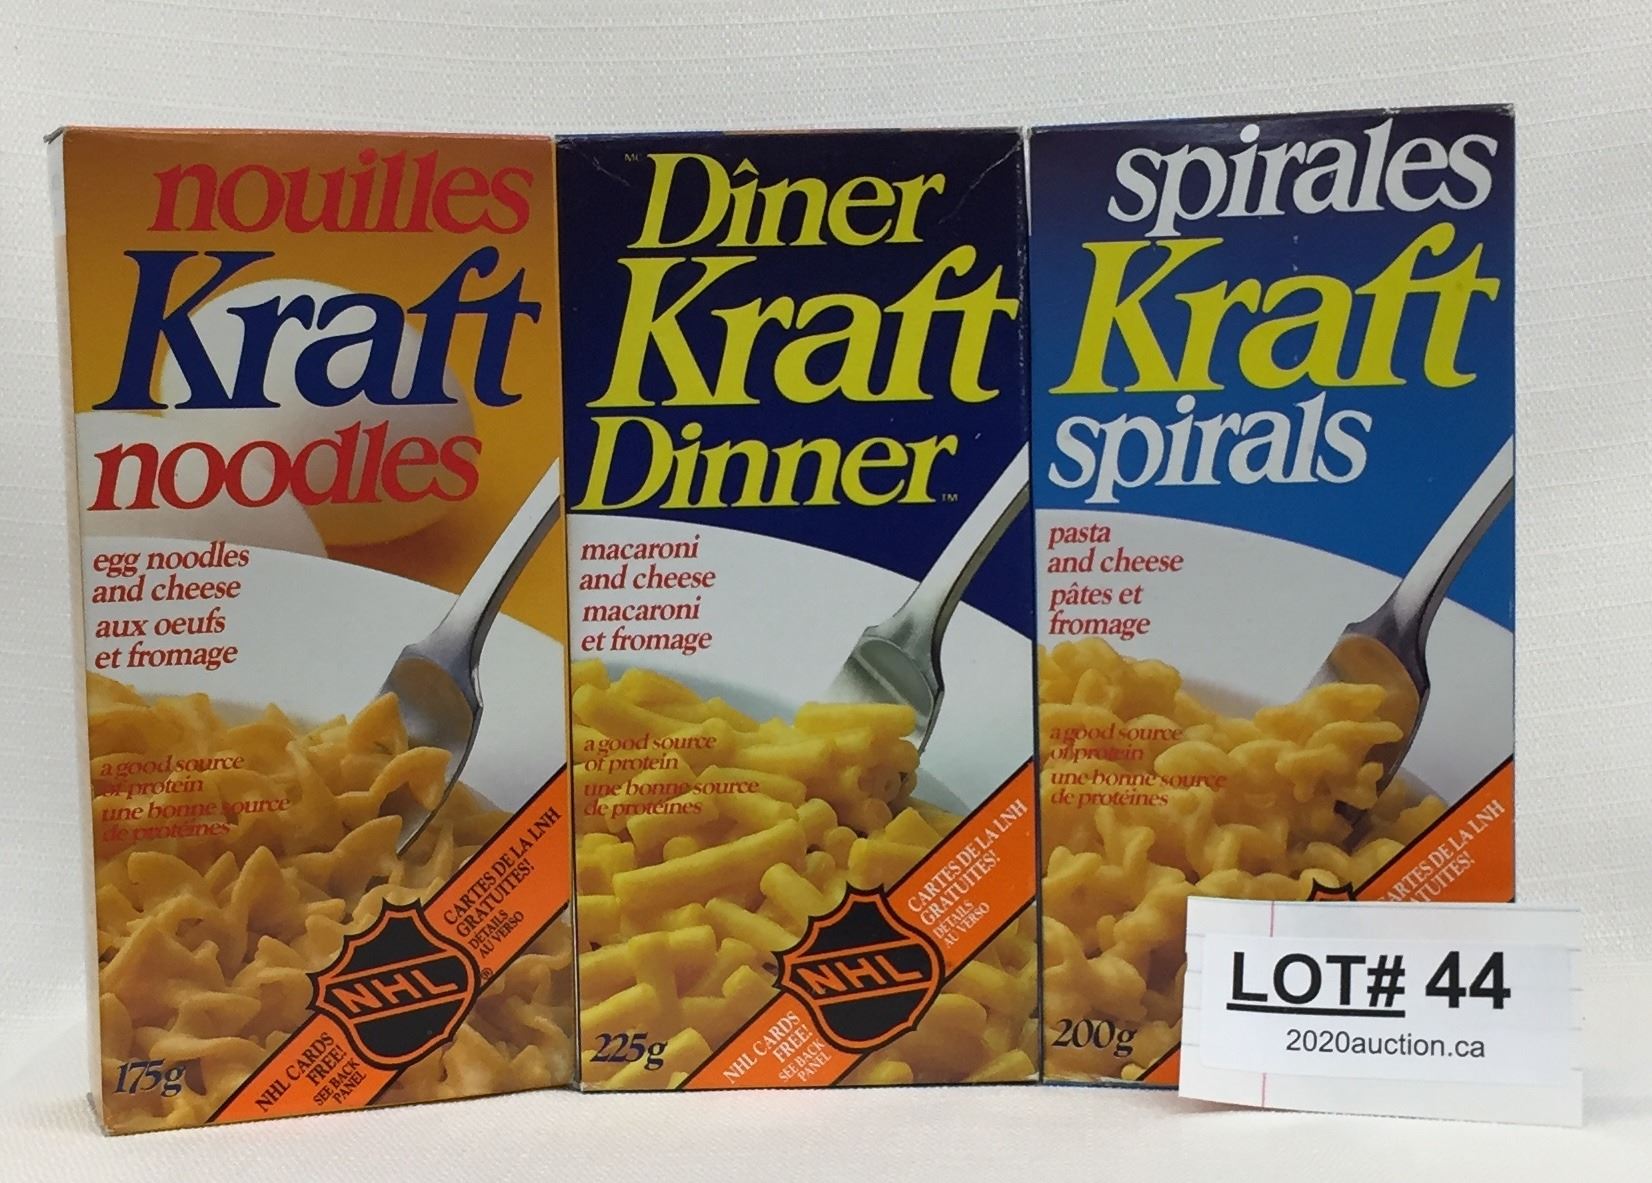 nouilles
Kraft
noodles
egg noodles
and cheese
aux oeufs
et fromage
a good source
of protein
une bonne source
de protéines
175g
NHL CARDS
FREE!
SEE BACK
PANEL
NHL
®
CARTES DE LA LNH
GRATUITES!
DÉTAILS
AU VERSO
MC
Dîner
Kraft
Dinner
TM
macaroni
and cheese
macaroni
et fromage
a good source
of protein
une bonne source
de protéines
225g
NHL CARDS
FREE!
SEE BACK
PANEL
NHL
CARTES DE LA LNH
GRATUITES!
DÉTAILS
AU VERSO
spirales
Kraft
spirals
pasta
and cheese
pâtes et
fromage
a good source
of protein
une bonne source
de protéines
200g
ARTES DE LA LNH
ATUITES!
LOT# 44
2020auction.ca